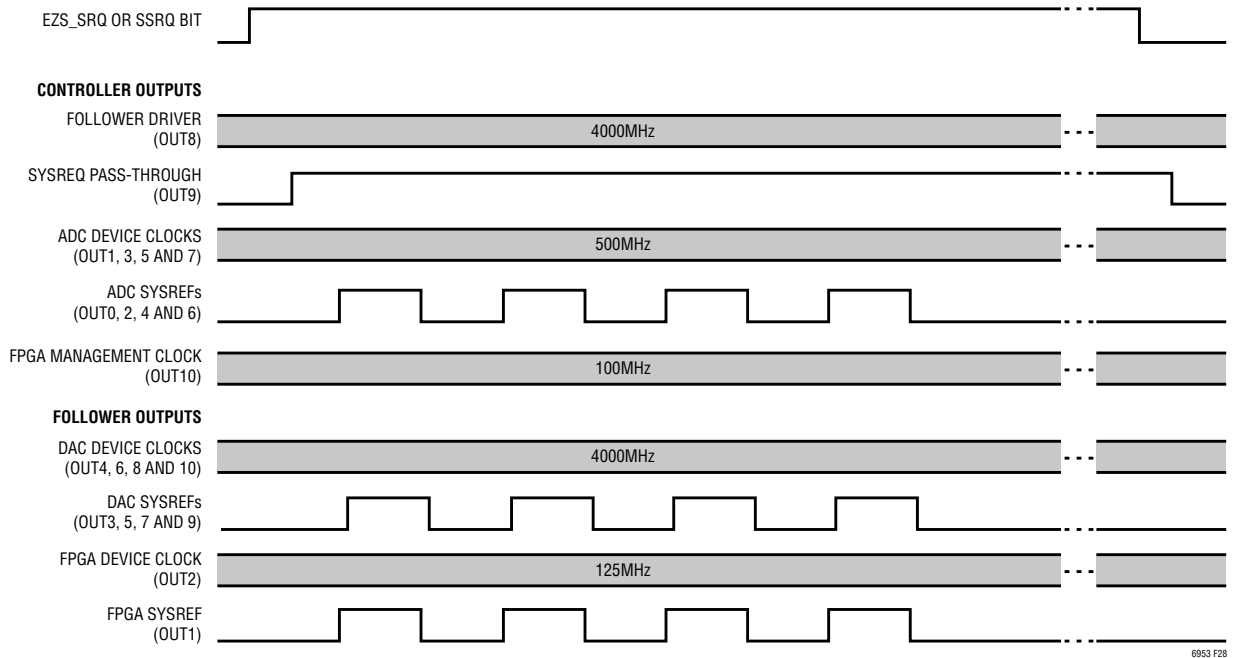 EZS_SRQ OR SSRQ BIT
CONTROLLER OUTPUTS
FOLLOWER DRIVER
(OUT8)
4000MHz
SYSREQ PASS-THROUGH
(OUT9)
ADC DEVICE CLOCKS
(OUT1, 3, 5 AND 7)
500MHz
ADC SYSREFs
(OUT0, 2, 4 AND 6)
FPGA MANAGEMENT CLOCK
(OUT10)
100MHz
FOLLOWER OUTPUTS
DAC DEVICE CLOCKS
(OUT4, 6, 8 AND 10)
4000MHz
DAC SYSREFs
(OUT3, 5, 7 AND 9)
FPGA DEVICE CLOCK
(OUT2)
125MHz
FPGA SYSREF
(OUT1)
6953 F28